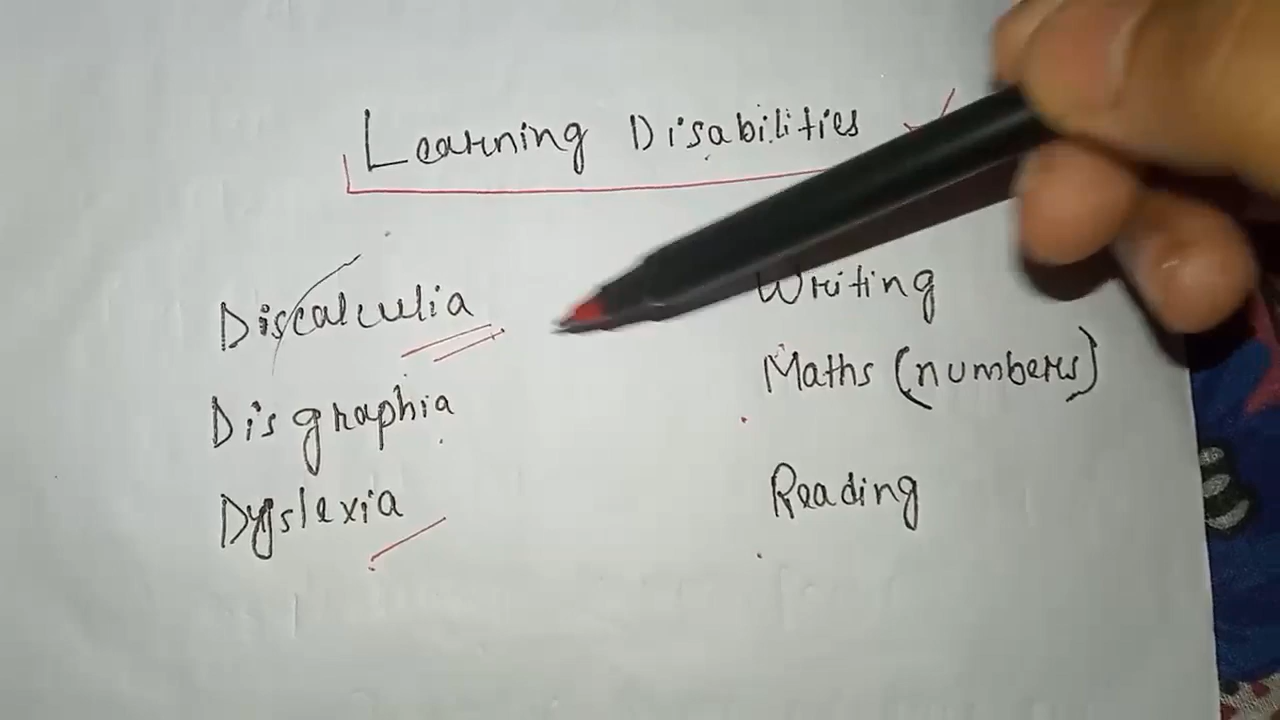 Learning Disabilities
Discalculia
Writing
Maths (numbers)
Disgraphia
Dyslexia
Reading